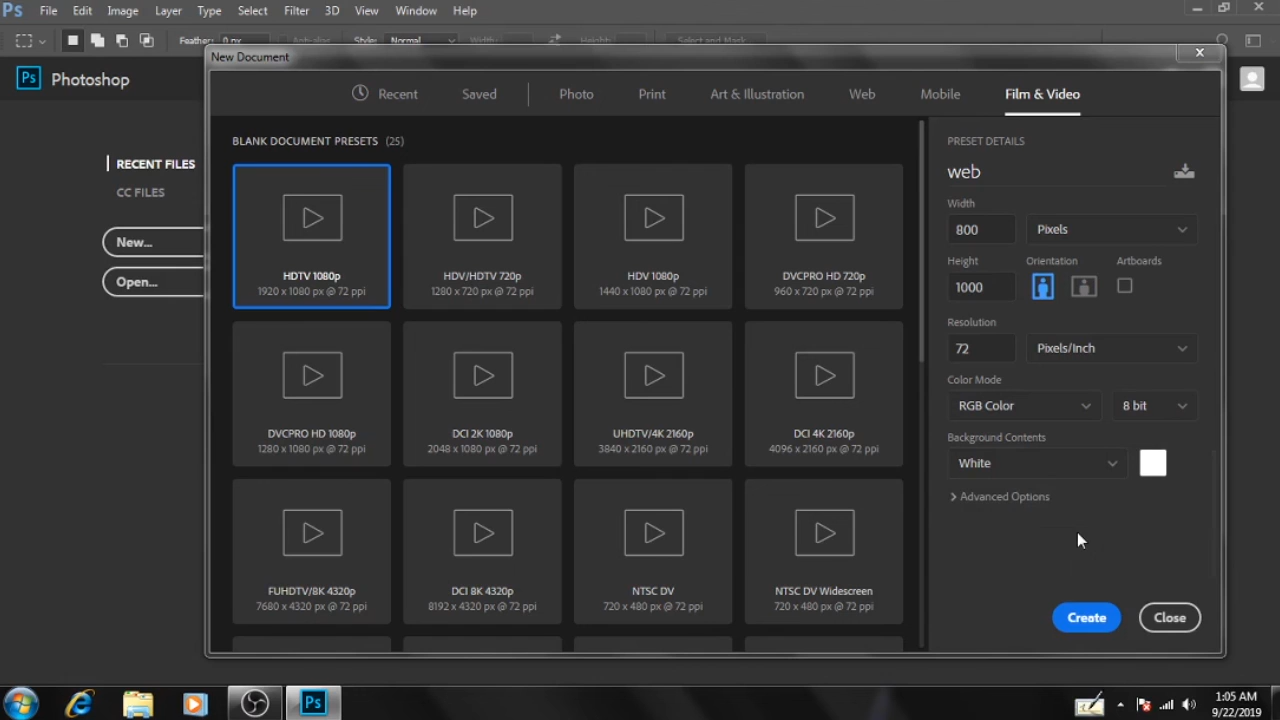 Ps File Edit Image Layer Type Select Filter 3D View Window Help
Feather: 0 px Anti-alias Style: Normal Width: Height: Select and Mask...
New Document
Ps Photoshop
Recent Saved Photo Print Art & Illustration Web Mobile Film & Video
RECENT FILES
CC FILES
New...
Open...
BLANK DOCUMENT PRESETS (25)
HDTV 1080p
1920 x 1080 px @ 72 ppi
HDV/HDTV 720p
1280 x 720 px @ 72 ppi
HDV 1080p
1440 x 1080 px @ 72 ppi
DVCPRO HD 720p
960 x 720 px @ 72 ppi
DVCPRO HD 1080p
1280 x 1080 px @ 72 ppi
DCI 2K 1080p
2048 x 1080 px @ 72 ppi
UHDTV/4K 2160p
3840 x 2160 px @ 72 ppi
DCI 4K 2160p
4096 x 2160 px @ 72 ppi
FUHDTV/8K 4320p
7680 x 4320 px @ 72 ppi
DCI 8K 4320p
8192 x 4320 px @ 72 ppi
NTSC DV
720 x 480 px @ 72 ppi
NTSC DV Widescreen
720 x 480 px @ 72 ppi
PRESET DETAILS
web
Width
800 Pixels
Height Orientation Artboards
1000
Resolution
72 Pixels/Inch
Color Mode
RGB Color 8 bit
Background Contents
White
Advanced Options
Create Close
Ps
1:05 AM
9/22/2019